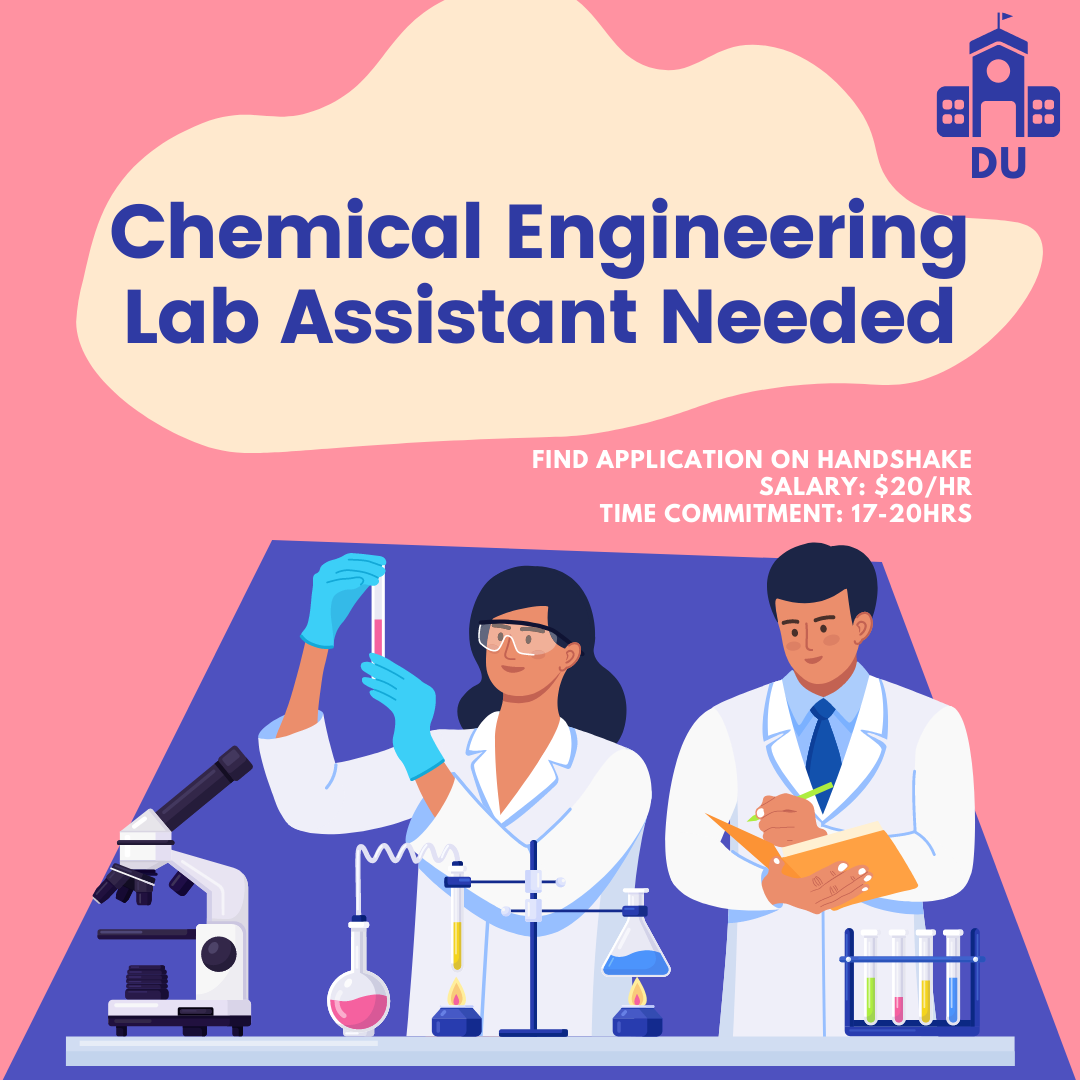 DU
Chemical Engineering
Lab Assistant Needed
FIND APPLICATION ON HANDSHAKE
SALARY: $20/HR
TIME COMMITMENT: 17-20HRS